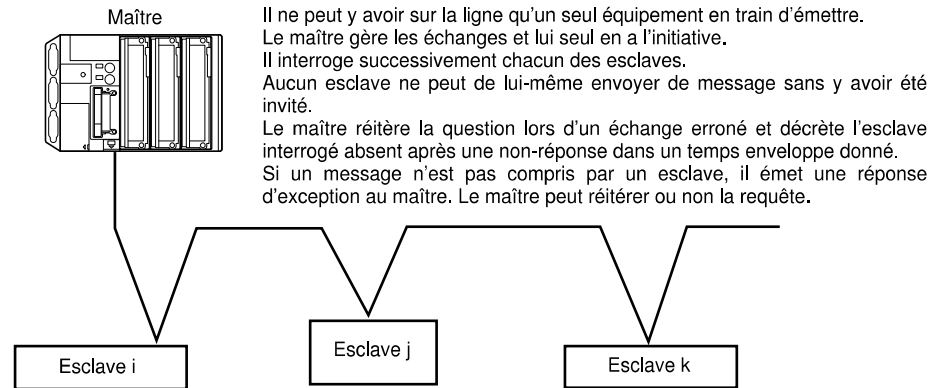 Maître
Il ne peut y avoir sur la ligne qu'un seul équipement en train d'émettre.
Le maître gère les échanges et lui seul en a l'initiative.
Il interroge successivement chacun des esclaves.
Aucun esclave ne peut de lui-même envoyer de message sans y avoir été
invité.
Le maître réitère la question lors d'un échange erroné et décrète l'esclave
interrogé absent après une non-réponse dans un temps enveloppe donné.
Si un message n'est pas compris par un esclave, il émet une réponse
d'exception au maître. Le maître peut réitérer ou non la requête.
Esclave i
Esclave j
Esclave k